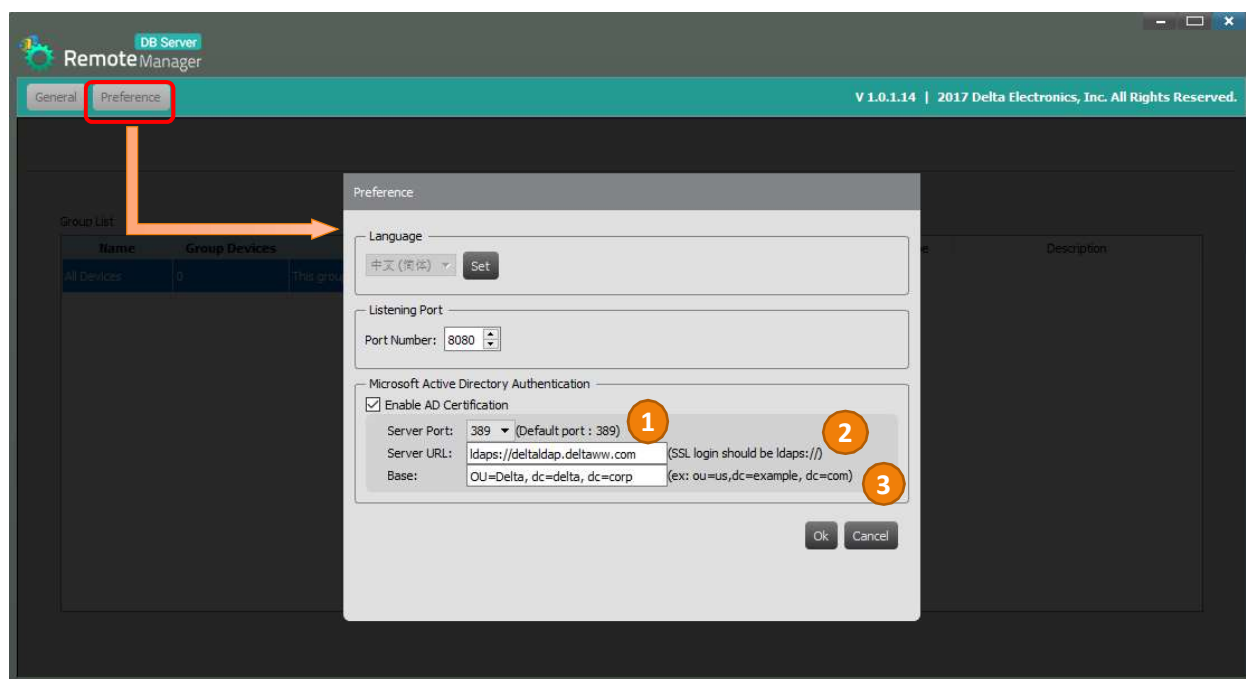 DB Server
RemoteManager
General Preference V 1.0.1.14 | 2017 Delta Electronics, Inc. All Rights Reserved.
Preference
Group List
Name Group Devices Description
All Devices 0 This
Language
中文 (简体) Set
Listening Port
Port Number: 8080
Microsoft Active Directory Authentication
Enable AD Certification
Server Port: 389 (Default port : 389) 1
Server URL: ldaps://deltaldap.deltaww.com (SSL login should be ldaps://) 2
Base: OU=Delta, dc=delta, dc=corp (ex: ou=us,dc=example, dc=com) 3
Ok Cancel